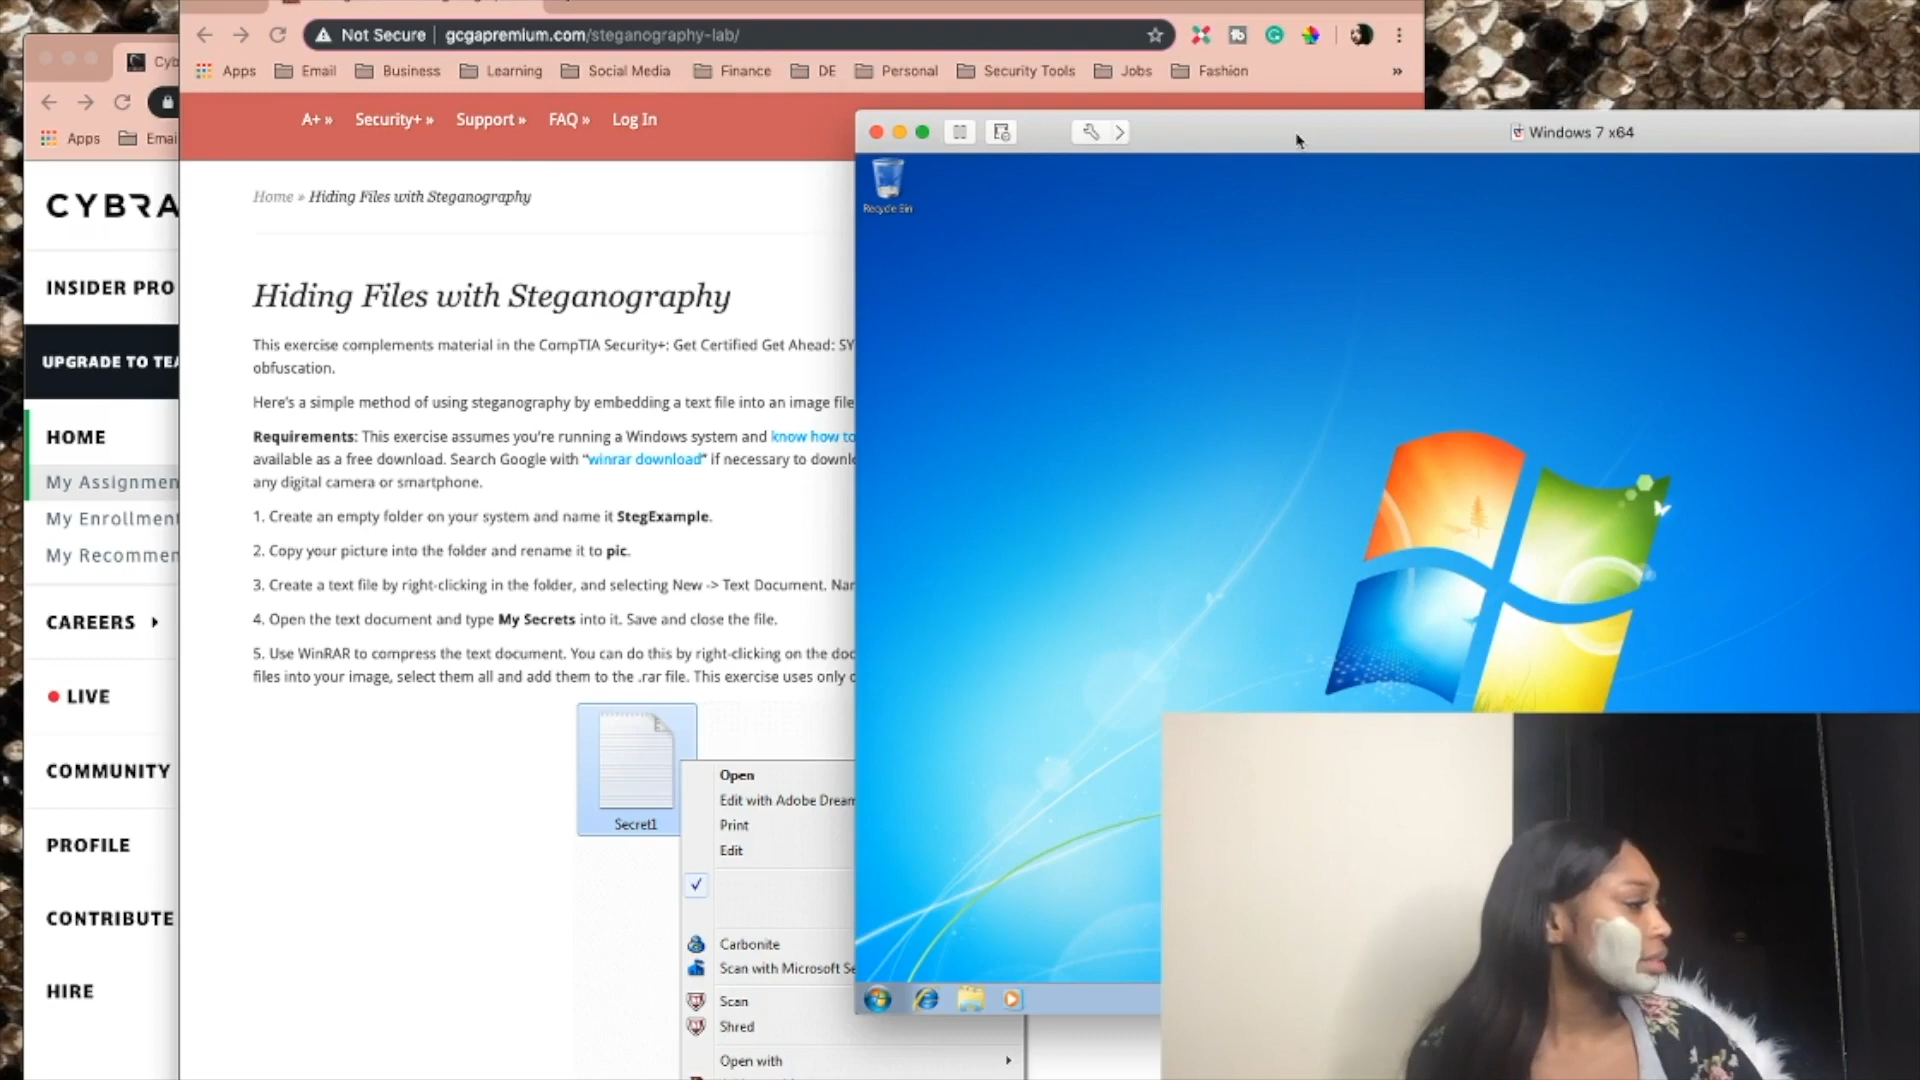 Not Secure | gcgapremium.com/steganography-lab/
Apps Email Business Learning Social Media Finance DE Personal Security Tools Jobs Fashion »
A+ » Security+ » Support » FAQ » Log In
Cyb
Apps Emai
CYBRA
INSIDER PRO
UPGRADE TO TEA
HOME
My Assignmen
My Enrollment
My Recommen
CAREERS
LIVE
COMMUNITY
PROFILE
CONTRIBUTE
HIRE
Home » Hiding Files with Steganography
Hiding Files with Steganography
This exercise complements material in the CompTIA Security+: Get Certified Get Ahead: SY
obfuscation.
Here's a simple method of using steganography by embedding a text file into an image file
Requirements: This exercise assumes you're running a Windows system and know how to
available as a free download. Search Google with "winrar download" if necessary to downlo
any digital camera or smartphone.
1. Create an empty folder on your system and name it StegExample.
2. Copy your picture into the folder and rename it to pic.
3. Create a text file by right-clicking in the folder, and selecting New -> Text Document. Nam
4. Open the text document and type My Secrets into it. Save and close the file.
5. Use WinRAR to compress the text document. You can do this by right-clicking on the doc
files into your image, select them all and add them to the .rar file. This exercise uses only o
Secret1
Open
Edit with Adobe Dream
Print
Edit
Carbonite
Scan with Microsoft Se
Scan
Shred
Open with
Windows 7 x64
Recycle Bin